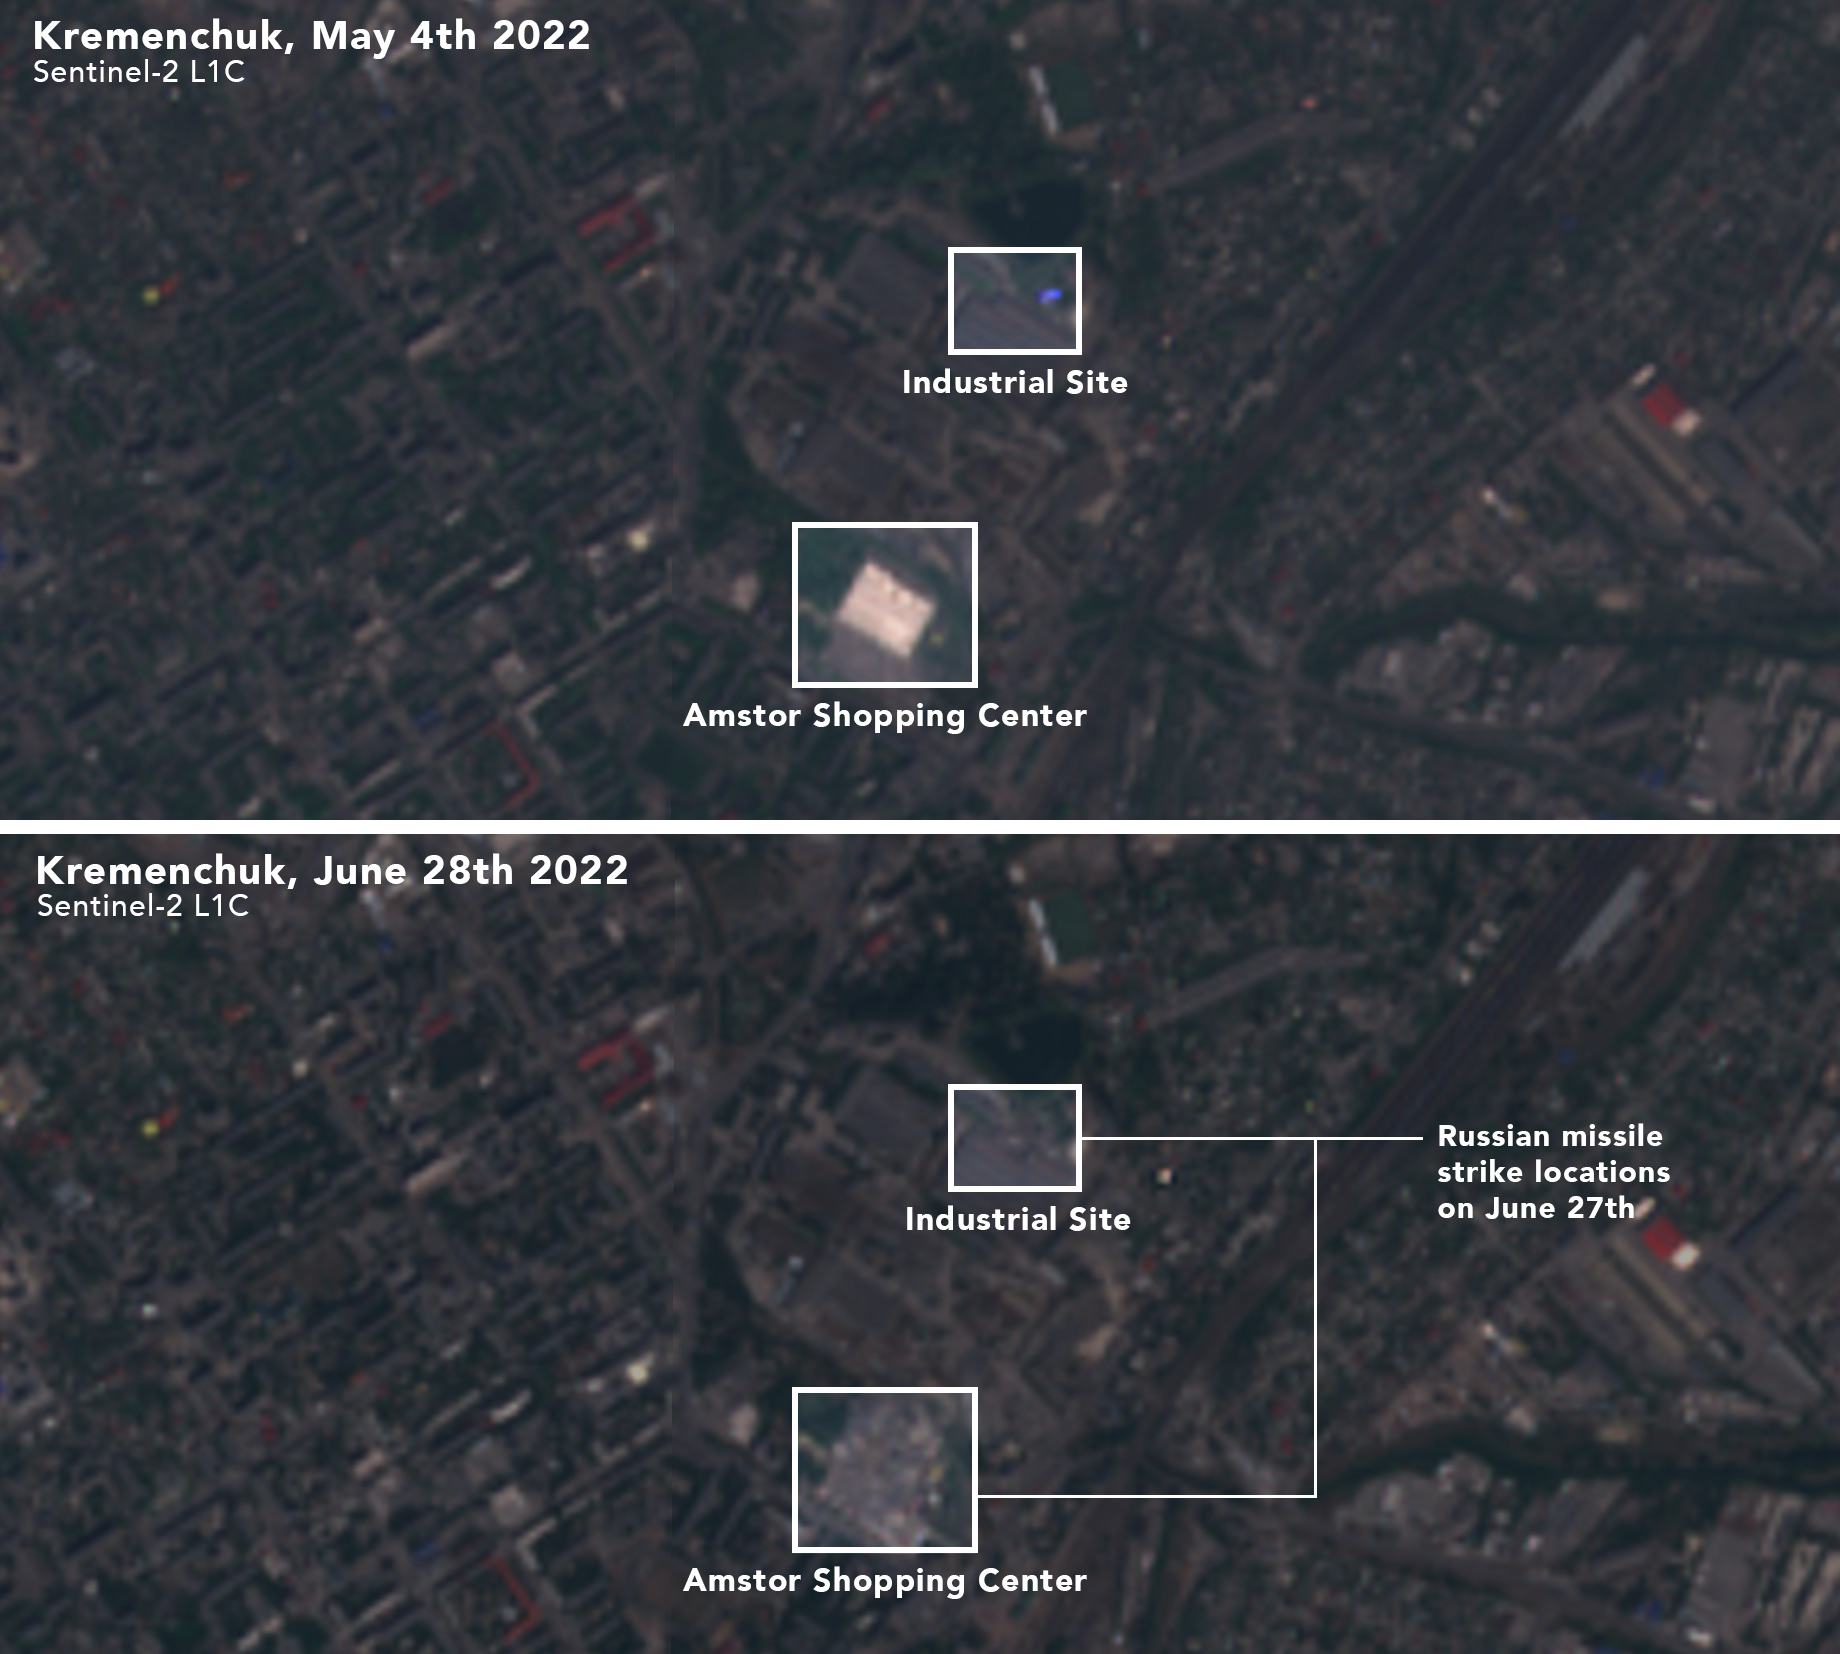 Kremenchuk, May 4th 2022
Sentinel-2 L1C
Industrial Site
Amstor Shopping Center
Kremenchuk, June 28th 2022
Sentinel-2 L1C
Russian missile
strike locations
on June 27th
Industrial Site
Amstor Shopping Center